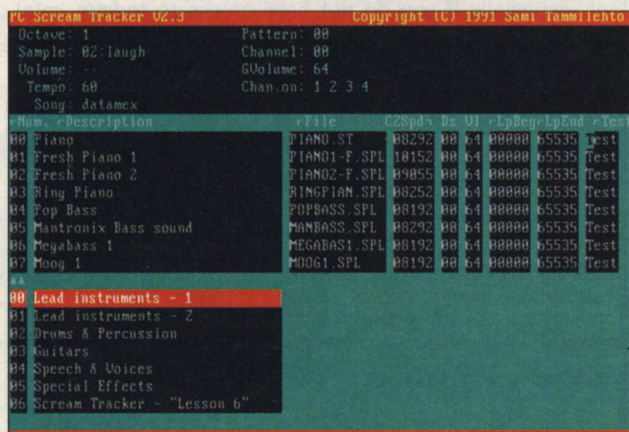 PC Scream Tracker V2.3 Copyright (C) 1991 Sami Tammilehto
Octave: 1 Pattern: 00
Sample: 02:laugh Channel: 00
Volume: -- GVolume: 64
Tempo: 60 Chan.on: 1 2 3 4
Song: datamex
Num. Description File C2Spd Ds Vl LpBeg LpEnd Test
00 Piano PIANO.ST 08292 00 64 00000 65535 Test
01 Fresh Piano 1 PIANO1-F.SPL 10152 00 64 00000 65535 Test
02 Fresh Piano 2 PIANO2-F.SPL 09055 00 64 00000 65535 Test
03 Ring Piano RINGPIAN.SPL 08252 00 64 00000 65535 Test
04 Pop Bass POPBASS.SPL 08192 00 64 00000 65535 Test
05 Mantronix Bass sound MANBASS.SPL 08292 00 64 00000 65535 Test
06 Megabass 1 MEGABAS1.SPL 08192 00 64 00000 65535 Test
07 Moog 1 MOOG1.SPL 08192 00 64 00000 65535 Test
00 Lead instruments - 1
01 Lead instruments - 2
02 Drums & Percussion
03 Guitars
04 Speech & Voices
05 Special Effects
06 Scream Tracker - "Lesson 6"